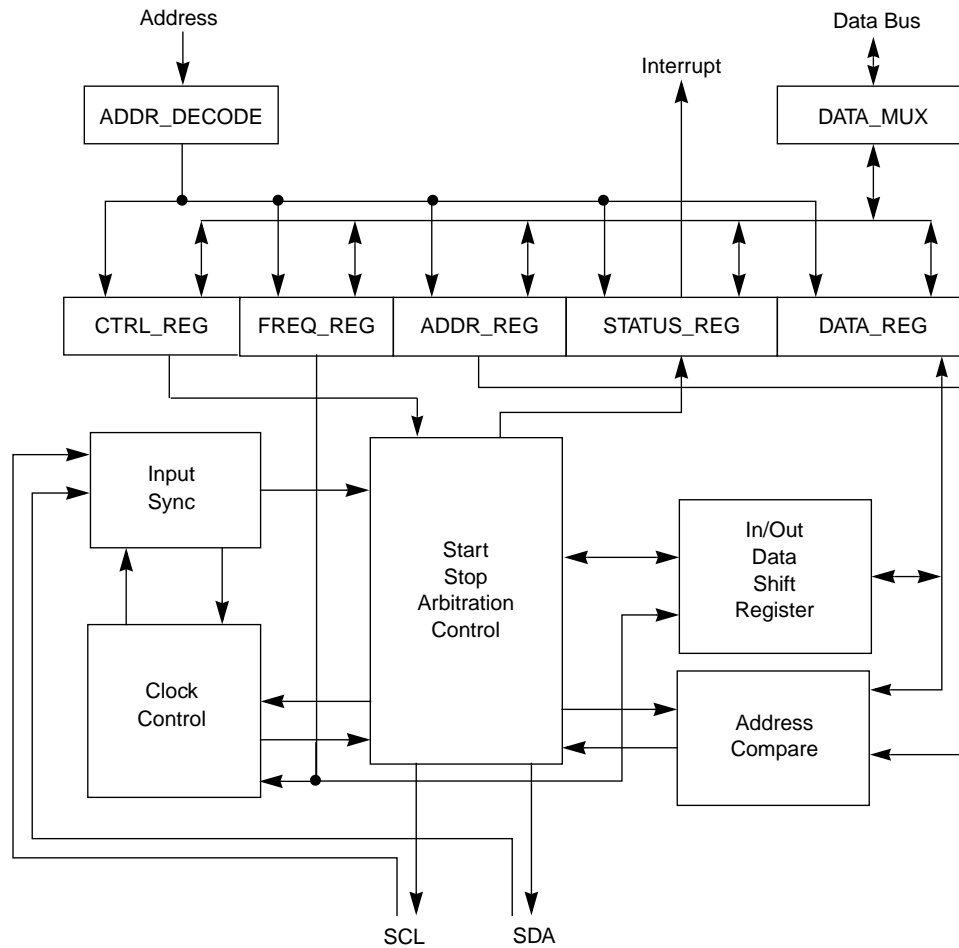 Address
Data Bus
Interrupt
ADDR_DECODE
DATA_MUX
CTRL_REG
FREQ_REG
ADDR_REG
STATUS_REG
DATA_REG
Input
Sync
Start
Stop
Arbitration
Control
In/Out
Data
Shift
Register
Clock
Control
Address
Compare
SCL
SDA